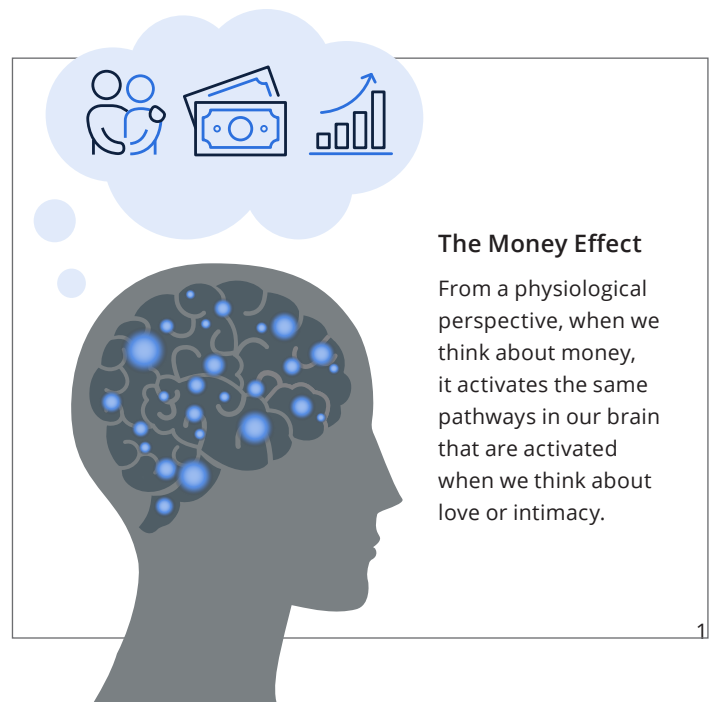 The Money Effect
From a physiological
perspective, when we
think about money,
it activates the same
pathways in our brain
that are activated
when we think about
love or intimacy.
1